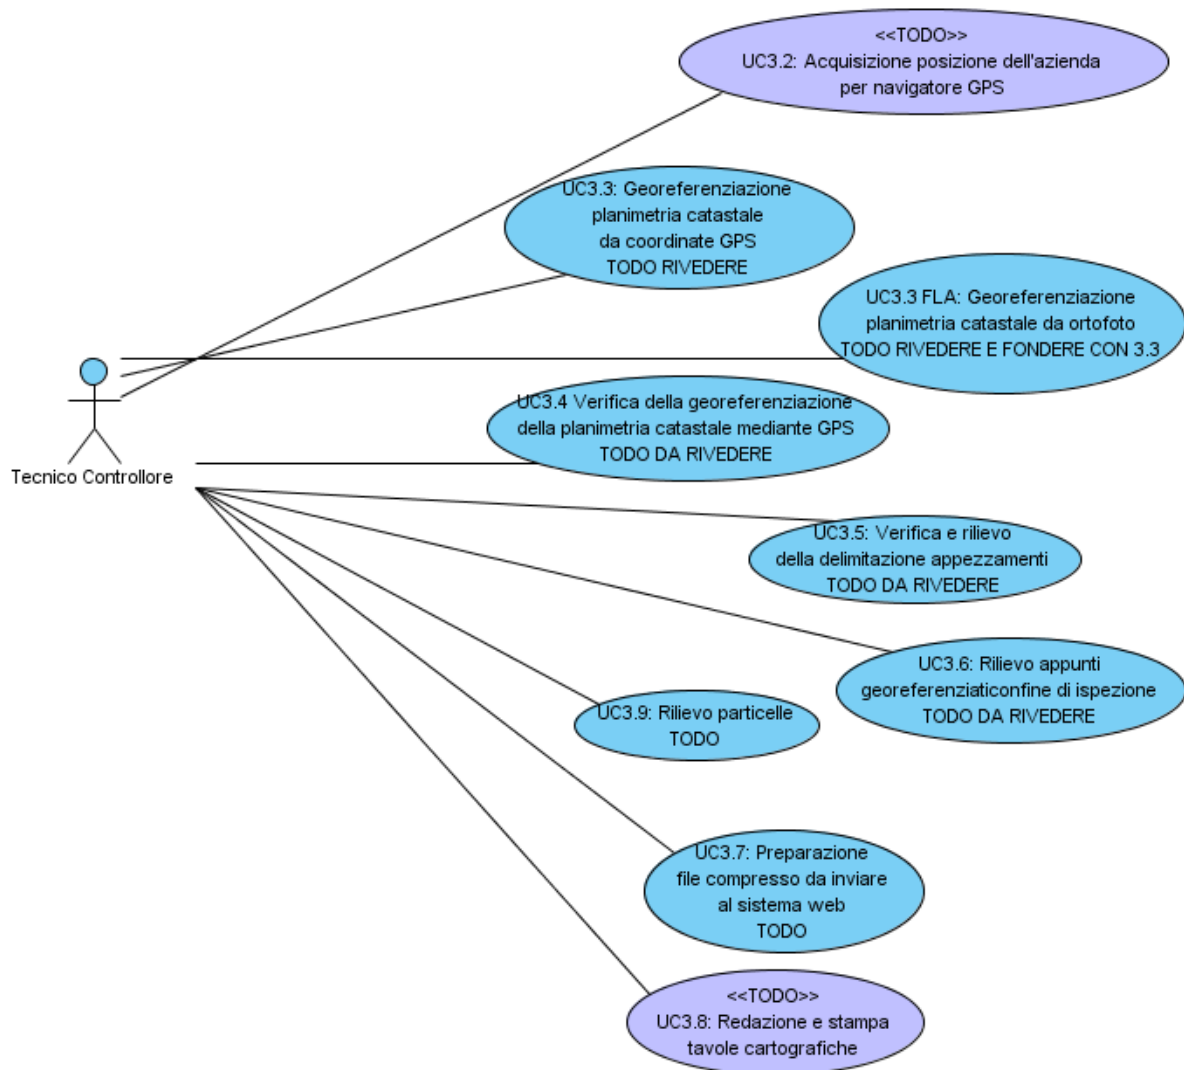 <<TODO>>
UC3.2: Acquisizione posizione dell'azienda
per navigatore GPS
UC3.3: Georeferenziazione
planimetria catastale
da coordinate GPS
TODO RIVEDERE
UC3.3 FLA: Georeferenziazione
planimetria catastale da ortofoto
TODO RIVEDERE E FONDERE CON 3.3
UC3.4 Verifica della georeferenziazione
della planimetria catastale mediante GPS
TODO DA RIVEDERE
Tecnico Controllore
UC3.5: Verifica e rilievo
della delimitazione appezzamenti
TODO DA RIVEDERE
UC3.6: Rilievo appunti
georeferenziaticonfine di ispezione
TODO DA RIVEDERE
UC3.9: Rilievo particelle
TODO
UC3.7: Preparazione
file compresso da inviare
al sistema web
TODO
<<TODO>>
UC3.8: Redazione e stampa
tavole cartografiche